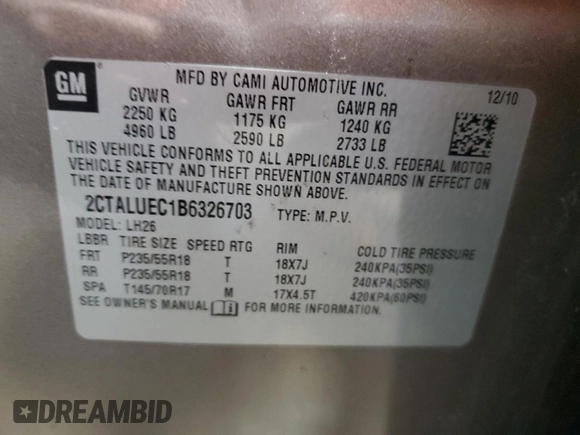 GM
MFD BY CAMI AUTOMOTIVE INC.
12/10
GVWR GAWR FRT GAWR RR
2250 KG 1175 KG 1240 KG
4960 LB 2590 LB 2733 LB
THIS VEHICLE CONFORMS TO ALL APPLICABLE U.S. FEDERAL MOTOR
VEHICLE SAFETY AND THEFT PREVENTION STANDARDS IN EFFECT ON
THE DATE OF MANUFACTURE SHOWN ABOVE.
2CTALUEC1B6326703 TYPE: M.P.V.
MODEL: LH26
LBBR TIRE SIZE SPEED RTG RIM COLD TIRE PRESSURE
FRT P235/55R18 T 18X7J 240KPA(35PSI)
RR P235/55R18 T 18X7J 240KPA(35PSI)
SPA T145/70R17 M 17X4.5T 420KPA(60PSI)
SEE OWNER'S MANUAL FOR MORE INFORMATION.
DREAMBID